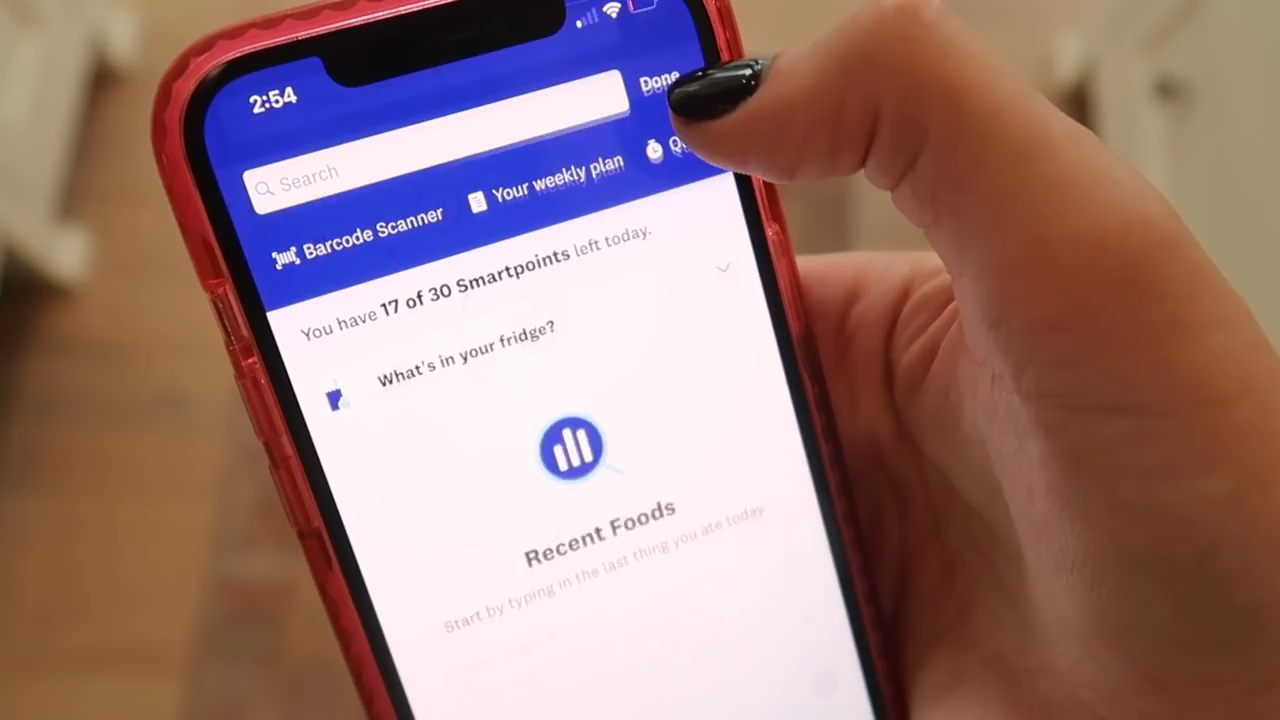 2:54
Search
Done
Barcode Scanner
Your weekly plan
You have 17 of 30 Smartpoints left today.
What's in your fridge?
Recent Foods
Start by typing in the last thing you ate today